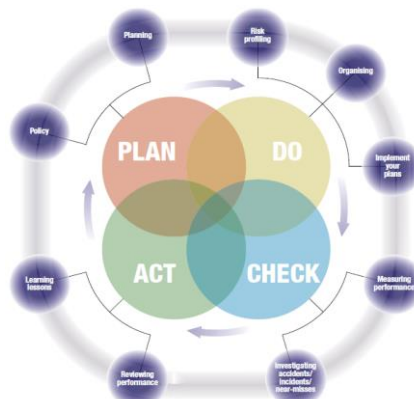 Planning
Risk
profiling
Organising
Policy
PLAN
DO
Implement
your
plans
ACT
CHECK
Learning
lessons
Measuring
performance
Reviewing
performance
Investigating
accidents/
incidents/
near-misses